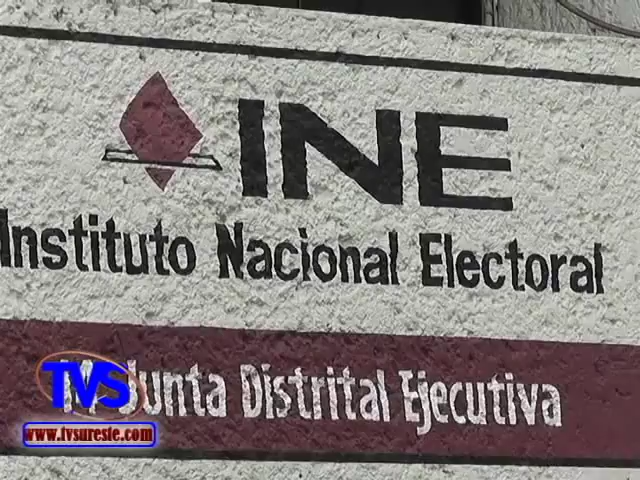 INE
Instituto Nacional Electoral
Junta Distrital Ejecutiva
TVS
www.tvsureste.com